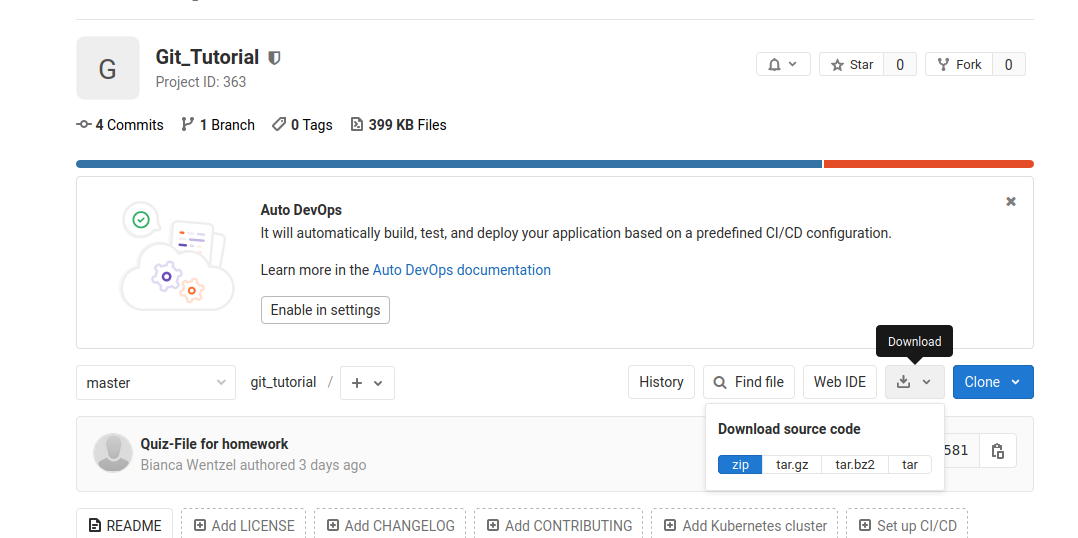 G
Git_Tutorial
Project ID: 363
Star 0 Fork 0
4 Commits 1 Branch 0 Tags 399 KB Files
Auto DevOps
It will automatically build, test, and deploy your application based on a predefined CI/CD configuration.
Learn more in the Auto DevOps documentation
Enable in settings
Download
master git_tutorial / + History Find file Web IDE Clone
Download source code
Quiz-File for homework
Bianca Wentzel authored 3 days ago
581
zip tar.gz tar.bz2 tar
README Add LICENSE Add CHANGELOG Add CONTRIBUTING Add Kubernetes cluster Set up CI/CD